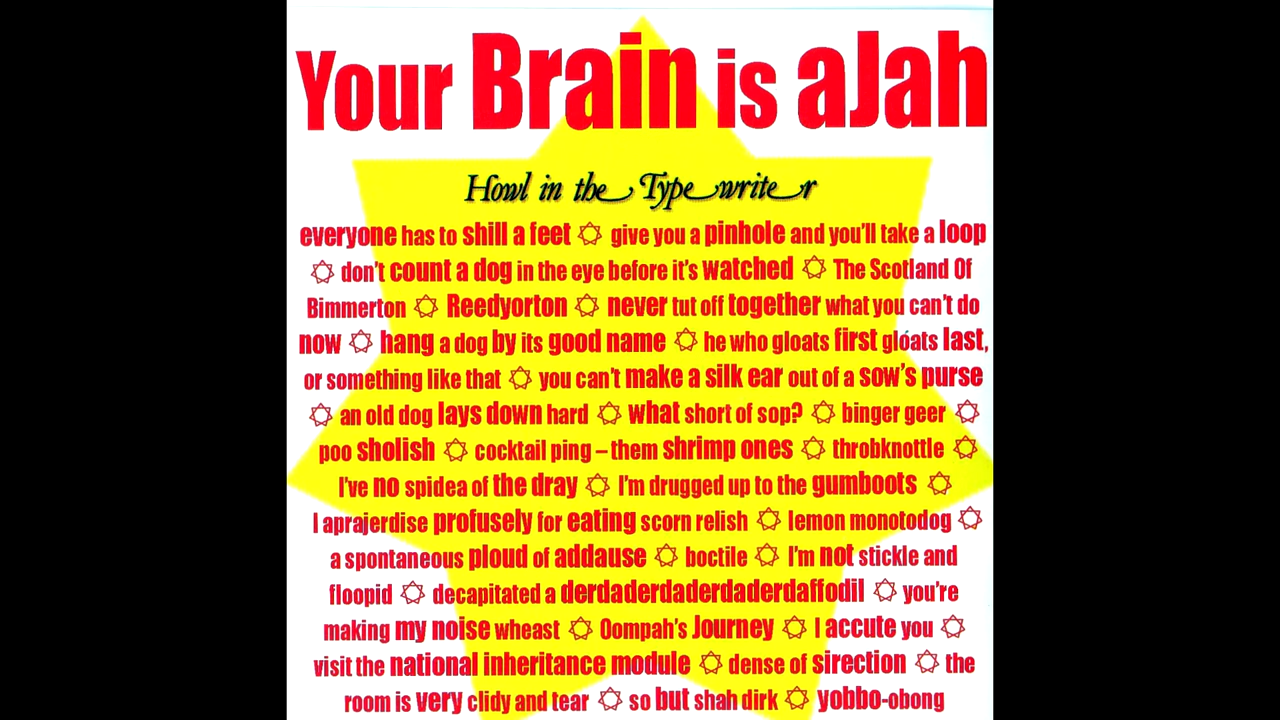 Your Brain is aJah
Howl in the Typewriter
everyone has to shill a feet ✡ give you a pinhole and you'll take a loop
✡ don't count a dog in the eye before it's watched ✡ The Scotland Of
Bimmerton ✡ Reedyorton ✡ never tut off together what you can't do
now ✡ hang a dog by its good name ✡ he who gloats first gloats last,
or something like that ✡ you can't make a silk ear out of a sow's purse
✡ an old dog lays down hard ✡ what short of sop? ✡ binger geer ✡
poo sholish ✡ cocktail ping – them shrimp ones ✡ throbknottle ✡
I've no spidea of the dray ✡ I'm drugged up to the gumboots ✡
I aprajerdise profusely for eating scorn relish ✡ lemon monotodog ✡
a spontaneous ploud of addause ✡ boctile ✡ I'm not stickle and
floopid ✡ decapitated a derdaderdaderdaderdaffodil ✡ you're
making my noise wheast ✡ Oompah's Journey ✡ I accute you ✡
visit the national inheritance module ✡ dense of sirection ✡ the
room is very clidy and tear ✡ so but shah dirk ✡ yobbo-obong